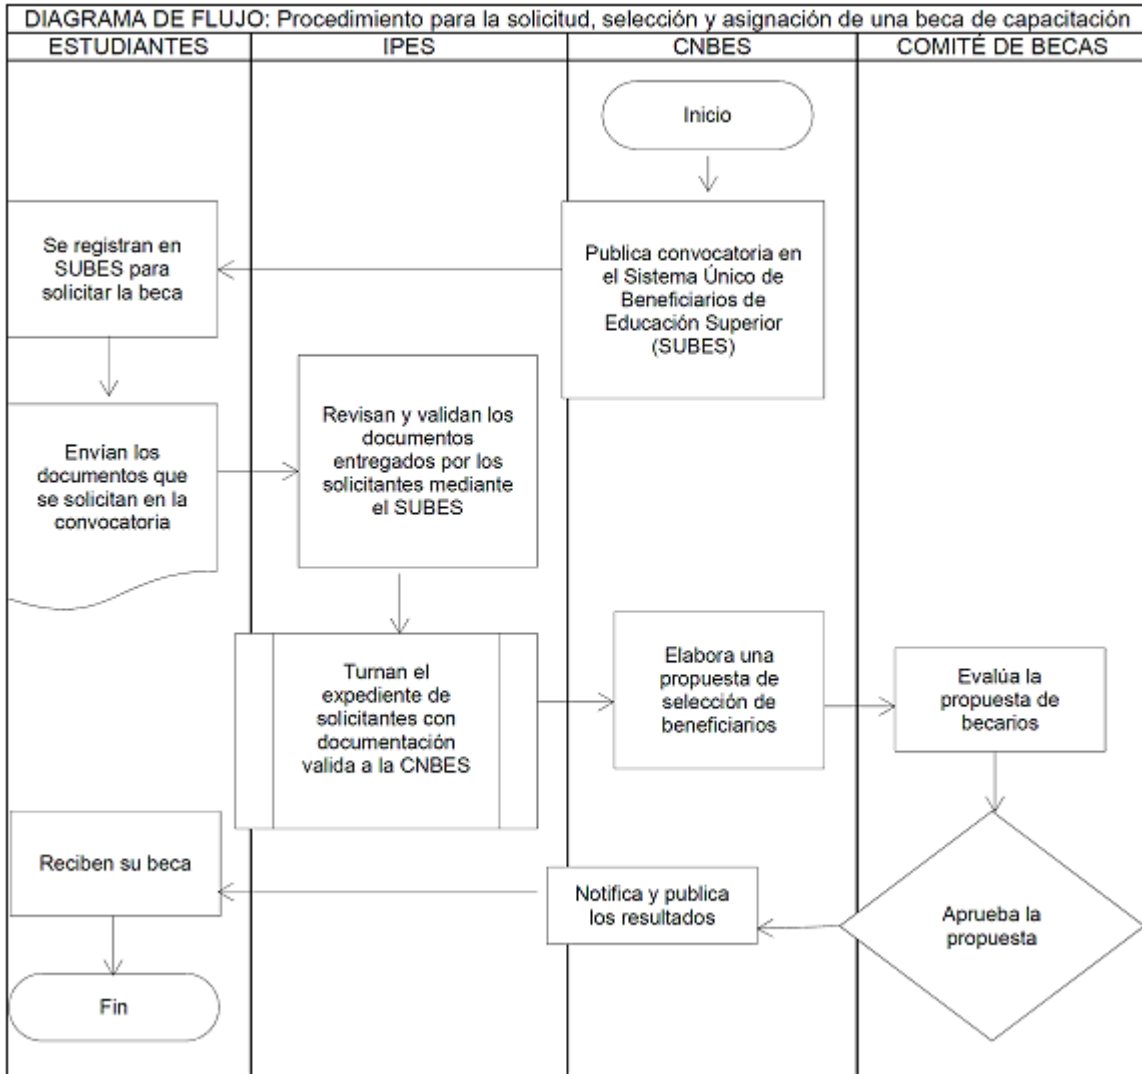 DIAGRAMA DE FLUJO: Procedimiento para la solicitud, selección y asignación de una beca de capacitación
ESTUDIANTES
IPES
CNBES
COMITÉ DE BECAS
Inicio
Publica convocatoria en
el Sistema Único de
Beneficiarios de
Educación Superior
(SUBES)
Se registran en
SUBES para
solicitar la beca
Envían los
documentos que
se solicitan en la
convocatoria
Revisan y validan los
documentos
entregados por los
solicitantes mediante
el SUBES
Turnan el
expediente de
solicitantes con
documentación
valida a la CNBES
Elabora una
propuesta de
selección de
beneficiarios
Evalúa la
propuesta de
becarios
Aprueba la
propuesta
Notifica y publica
los resultados
Reciben su beca
Fin